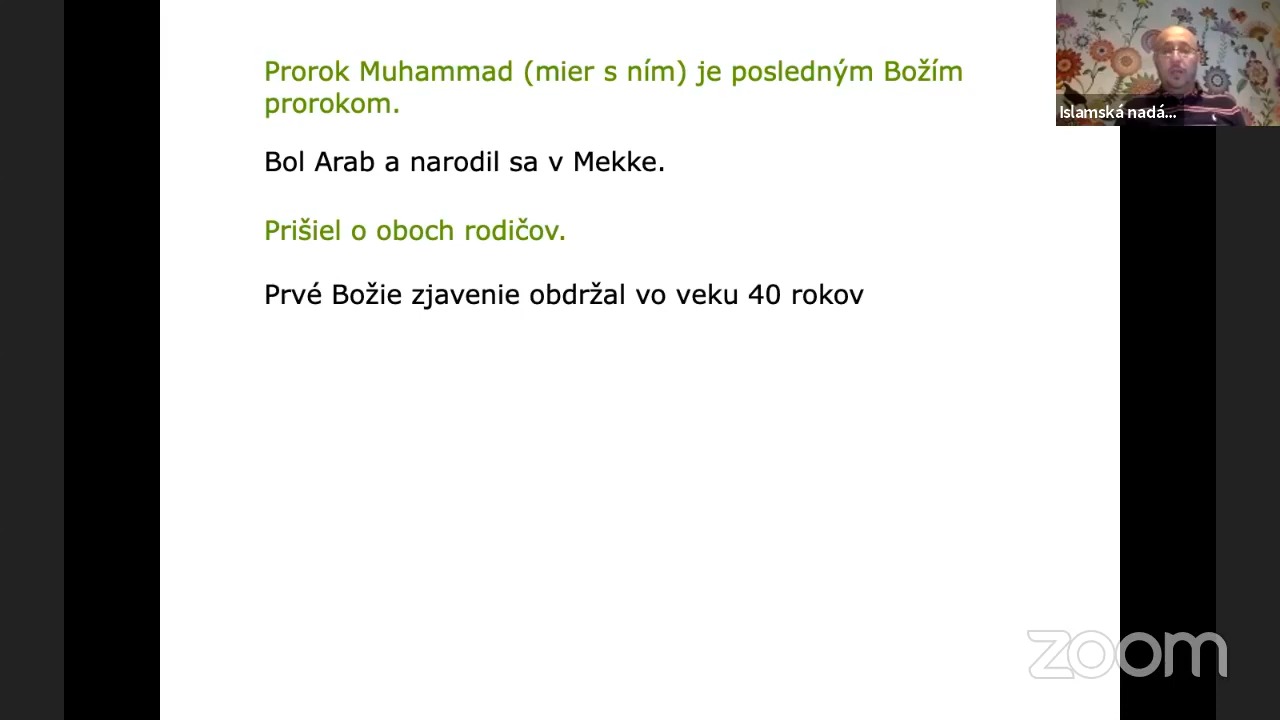 Prorok Muhammad (mier s ním) je posledným Božím
prorokom.
Bol Arab a narodil sa v Mekke.
Prišiel o oboch rodičov.
Prvé Božie zjavenie obdržal vo veku 40 rokov
Islamská nadá...
zoom